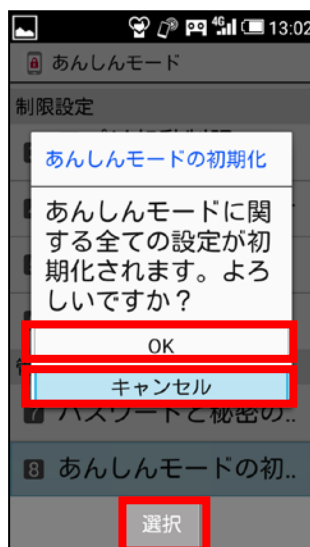 4G 13:02
あんしんモード
制限設定
あんしんモードの初期化
あんしんモードに関
する全ての設定が初
期化されます。よろ
しいですか？
OK
キャンセル
7 パスワードと秘密の..
8 あんしんモードの初..
選択